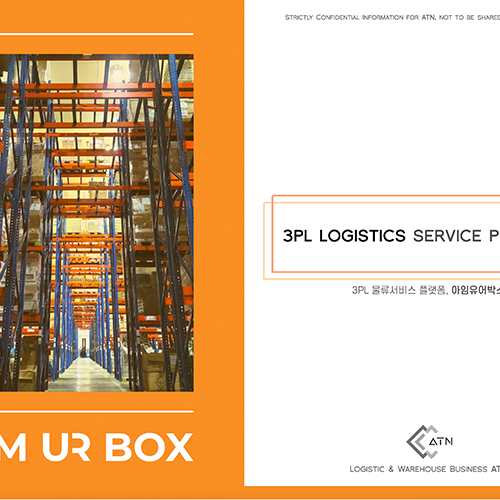 STRICTLY CONFIDENTIAL INFORMATION FOR ATN, NOT TO BE SHARED
3PL LOGISTICS SERVICE P
3PL 물류서비스 플랫폼, 아임유어박스
M UR BOX
ATN
LOGISTIC & WAREHOUSE BUSINESS AT